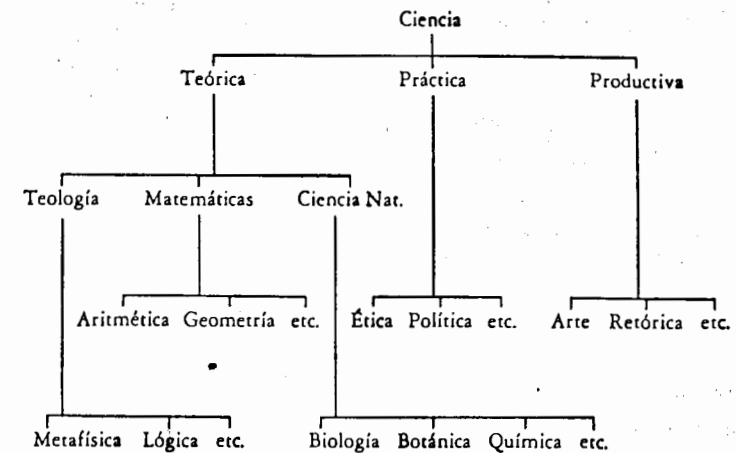 Ciencia
Teórica Práctica Productiva
Teología Matemáticas Ciencia Nat.
Aritmética Geometría etc. Ética Política etc. Arte Retórica etc.
Metafísica Lógica etc. Biología Botánica Química etc.